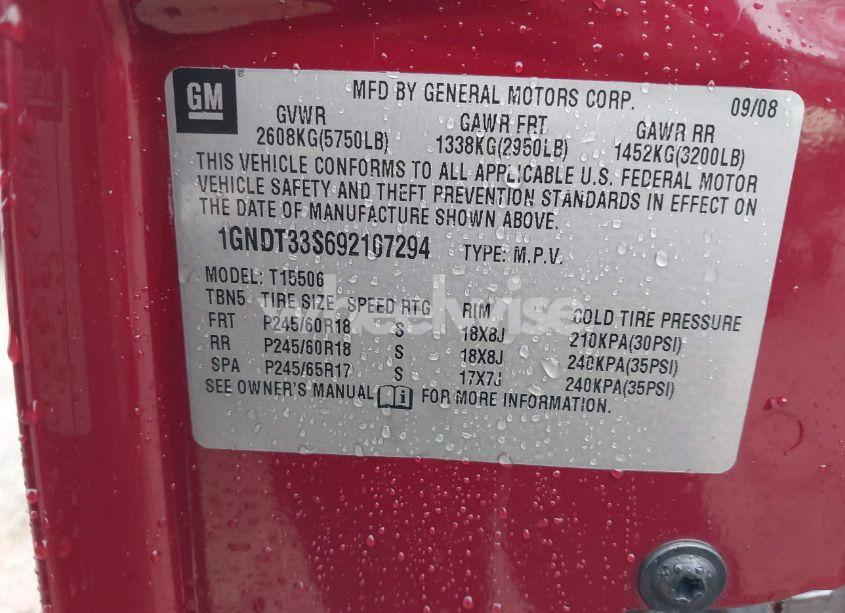 GM
MFD BY GENERAL MOTORS CORP. 09/08
GVWR GAWR FRT GAWR RR
2608KG(5750LB) 1338KG(2950LB) 1452KG(3200LB)
THIS VEHICLE CONFORMS TO ALL APPLICABLE U.S. FEDERAL MOTOR
VEHICLE SAFETY AND THEFT PREVENTION STANDARDS IN EFFECT ON
THE DATE OF MANUFACTURE SHOWN ABOVE.
1GNDT33S692107294 TYPE: M.P.V.
MODEL: T15506
TBN5 TIRE SIZE SPEED RTG RIM COLD TIRE PRESSURE
FRT P245/60R18 S 18X8J 210KPA(30PSI)
RR P245/60R18 S 18X8J 240KPA(35PSI)
SPA P245/65R17 S 17X7J 240KPA(35PSI)
SEE OWNER'S MANUAL FOR MORE INFORMATION.